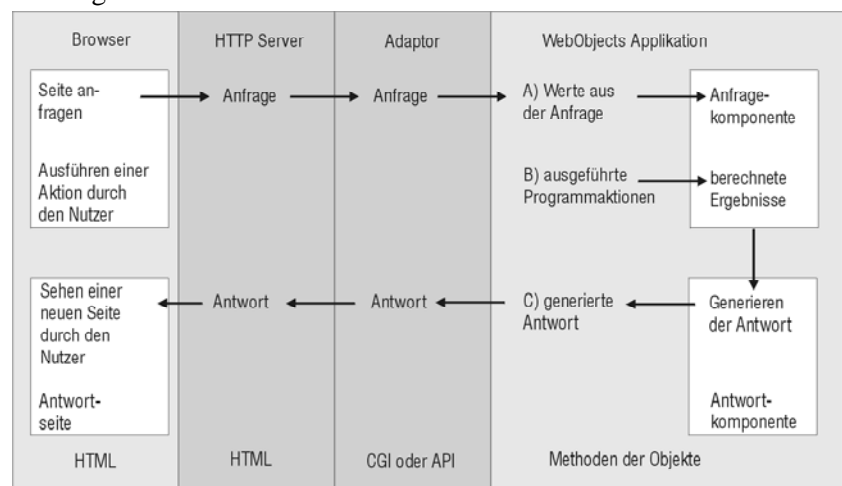 Browser
HTTP Server
Adaptor
WebObjects Applikation
Seite an-
fragen
Anfrage
Anfrage
A) Werte aus
der Anfrage
Anfrage-
komponente
Ausführen einer
Aktion durch
den Nutzer
B) ausgeführte
Programmaktionen
berechnete
Ergebnisse
Sehen einer
neuen Seite
durch den
Nutzer
Antwort
Antwort
C) generierte
Antwort
Generieren
der Antwort
Antwort-
seite
Antwort-
komponente
HTML
HTML
CGI oder API
Methoden der Objekte